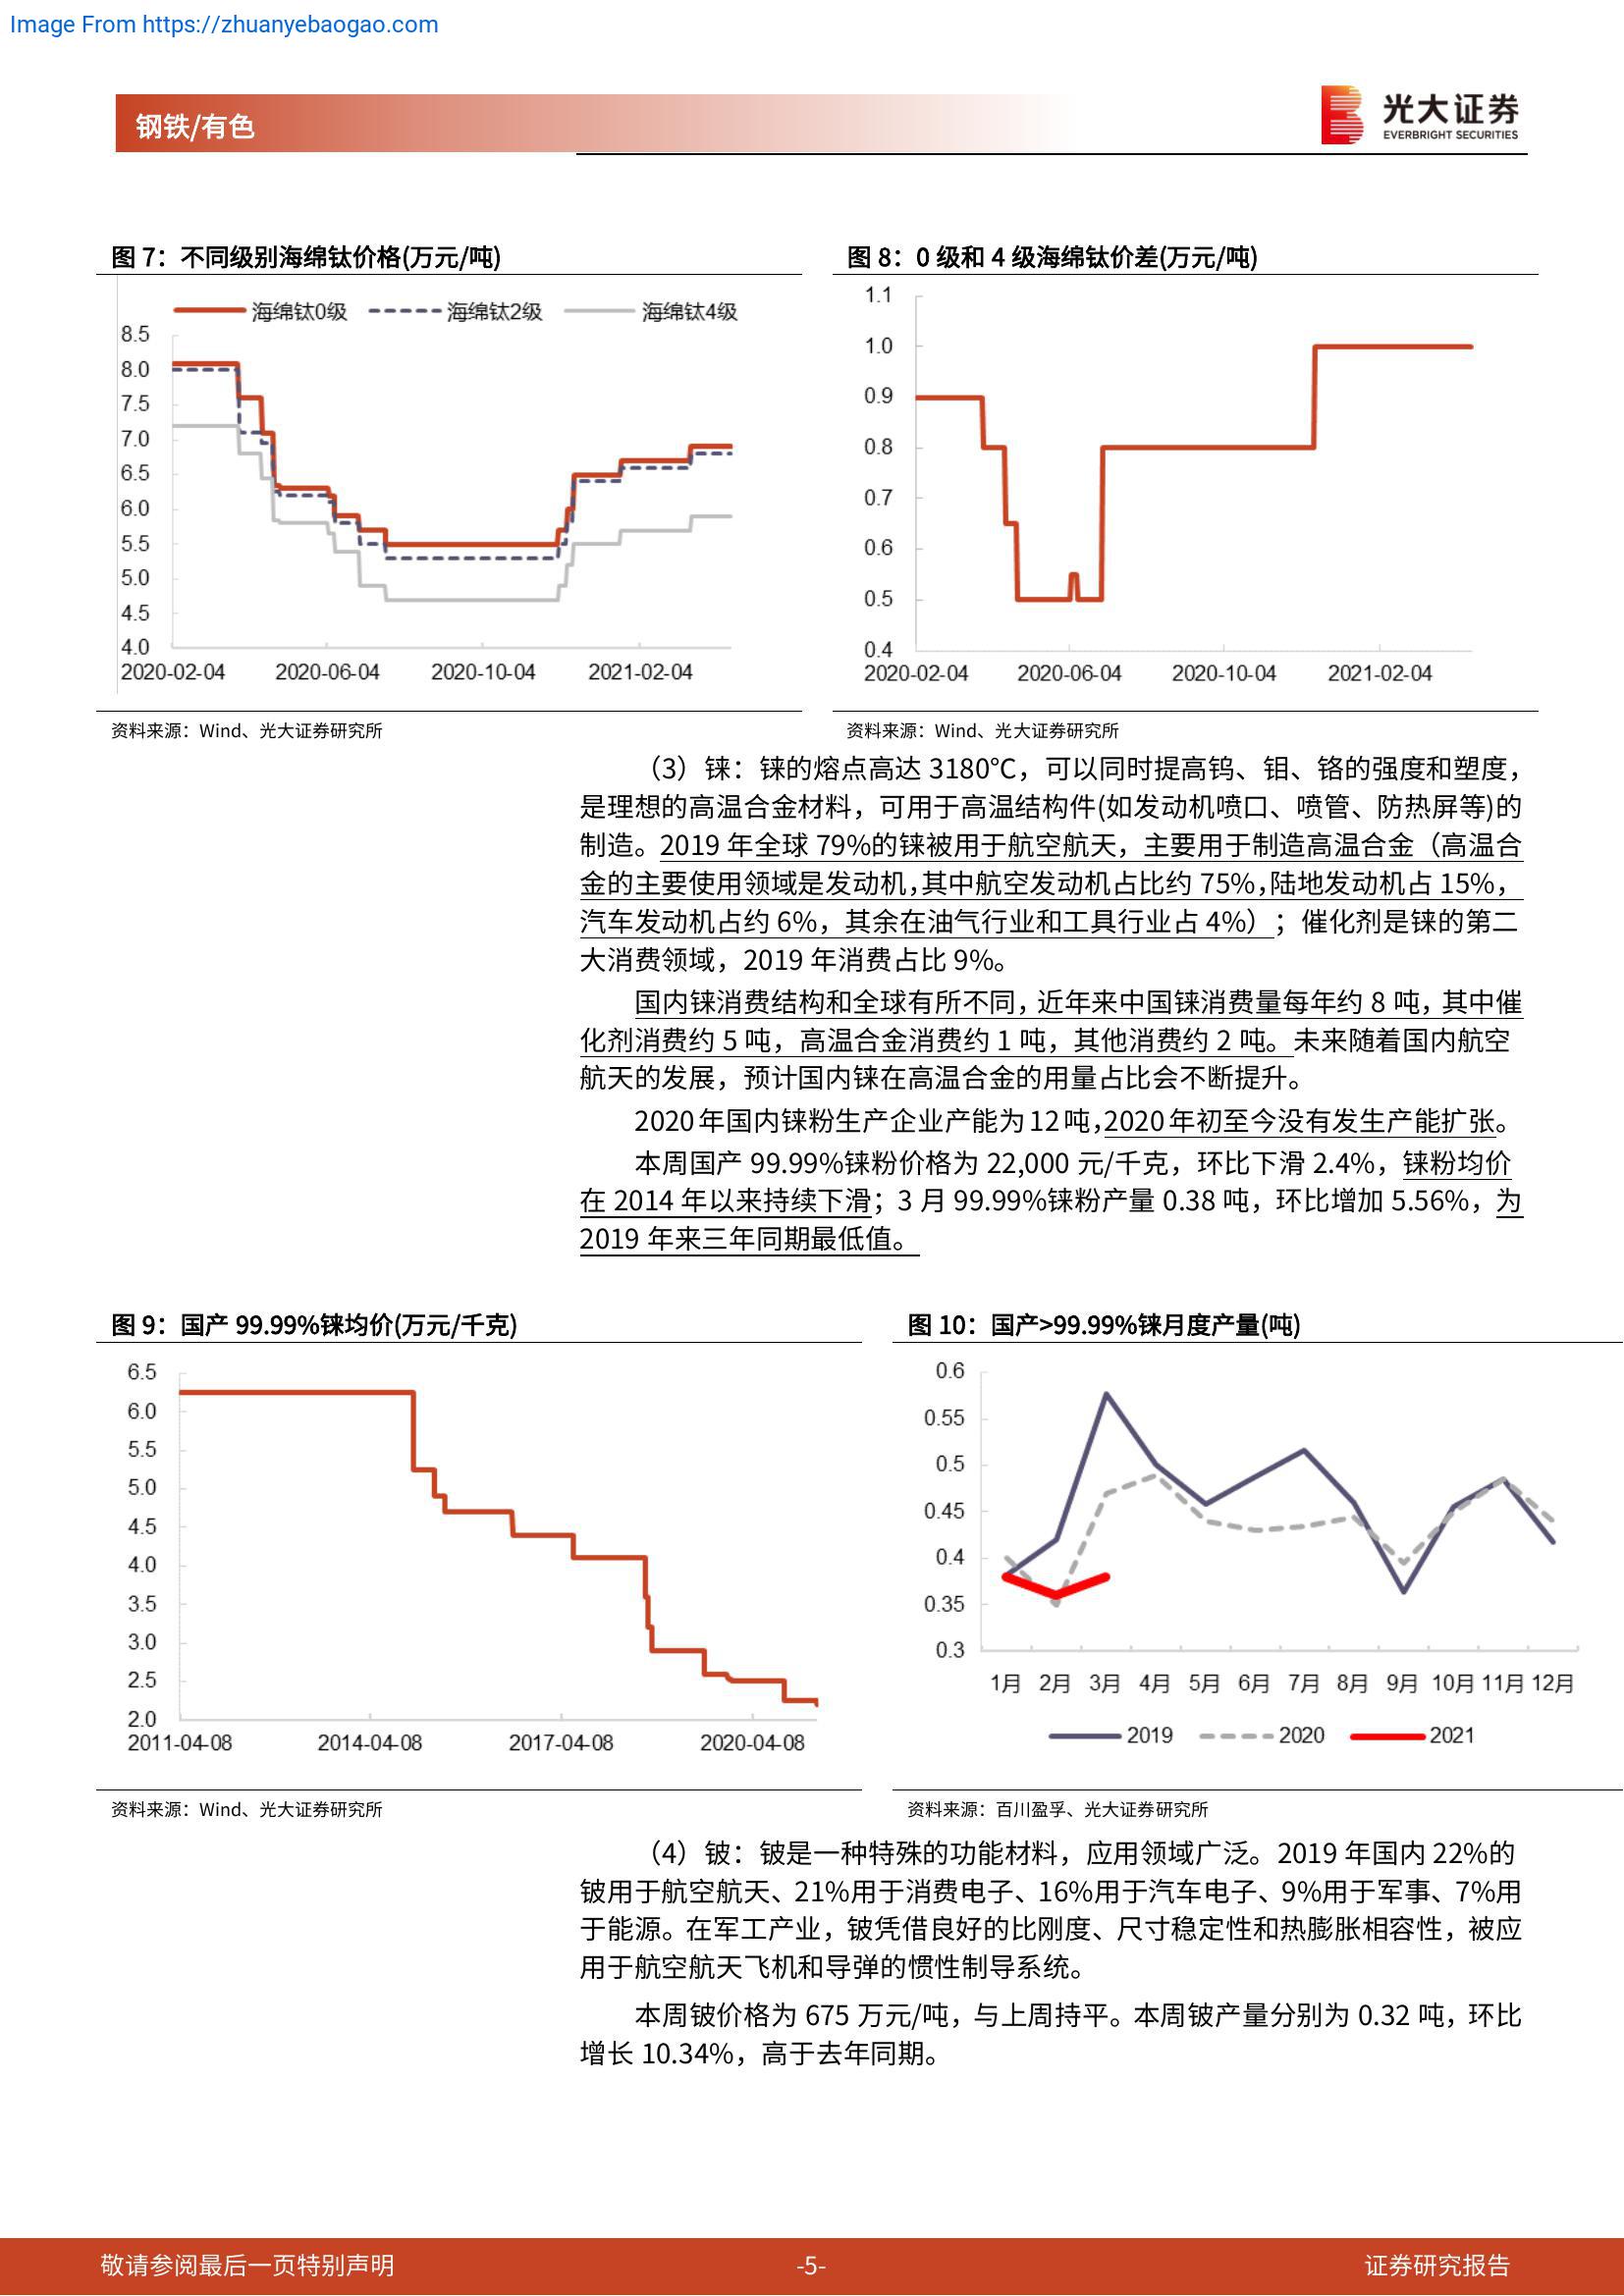 Image From https://zhuanyebaogao.com
钢铁/有色
光大证券
EVERBRIGHT SECURITIES
图 7：不同级别海绵钛价格(万元/吨)
海绵钛0级 海绵钛2级 海绵钛4级
8.5
8.0
7.5
7.0
6.5
6.0
5.5
5.0
4.5
4.0
2020-02-04 2020-06-04 2020-10-04 2021-02-04
资料来源：Wind、光大证券研究所
图 8：0 级和 4 级海绵钛价差(万元/吨)
1.1
1.0
0.9
0.8
0.7
0.6
0.5
0.4
2020-02-04 2020-06-04 2020-10-04 2021-02-04
资料来源：Wind、光大证券研究所
（3）铼：铼的熔点高达 3180℃，可以同时提高钨、钼、铬的强度和塑度，
是理想的高温合金材料，可用于高温结构件(如发动机喷口、喷管、防热屏等)的
制造。2019 年全球 79%的铼被用于航空航天，主要用于制造高温合金（高温合
金的主要使用领域是发动机，其中航空发动机占比约 75%，陆地发动机占 15%，
汽车发动机占约 6%，其余在油气行业和工具行业占 4%）；催化剂是铼的第二
大消费领域，2019 年消费占比 9%。
国内铼消费结构和全球有所不同，近年来中国铼消费量每年约 8 吨，其中催
化剂消费约 5 吨，高温合金消费约 1 吨，其他消费约 2 吨。未来随着国内航空
航天的发展，预计国内铼在高温合金的用量占比会不断提升。
2020 年国内铼粉生产企业产能为 12 吨，2020 年初至今没有发生产能扩张。
本周国产 99.99%铼粉价格为 22,000 元/千克，环比下滑 2.4%，铼粉均价
在 2014 年以来持续下滑；3 月 99.99%铼粉产量 0.38 吨，环比增加 5.56%，为
2019 年来三年同期最低值。
图 9：国产 99.99%铼均价(万元/千克)
6.5
6.0
5.5
5.0
4.5
4.0
3.5
3.0
2.5
2.0
2011-04-08 2014-04-08 2017-04-08 2020-04-08
资料来源：Wind、光大证券研究所
图 10：国产>99.99%铼月度产量(吨)
0.6
0.55
0.5
0.45
0.4
0.35
0.3
1月 2月 3月 4月 5月 6月 7月 8月 9月 10月 11月 12月
2019 2020 2021
资料来源：百川盈孚、光大证券研究所
（4）铍：铍是一种特殊的功能材料，应用领域广泛。2019 年国内 22%的
铍用于航空航天、21%用于消费电子、16%用于汽车电子、9%用于军事、7%用
于能源。在军工产业，铍凭借良好的比刚度、尺寸稳定性和热膨胀相容性，被应
用于航空航天飞机和导弹的惯性制导系统。
本周铍价格为 675 万元/吨，与上周持平。本周铍产量分别为 0.32 吨，环比
增长 10.34%，高于去年同期。
敬请参阅最后一页特别声明
-5-
证券研究报告